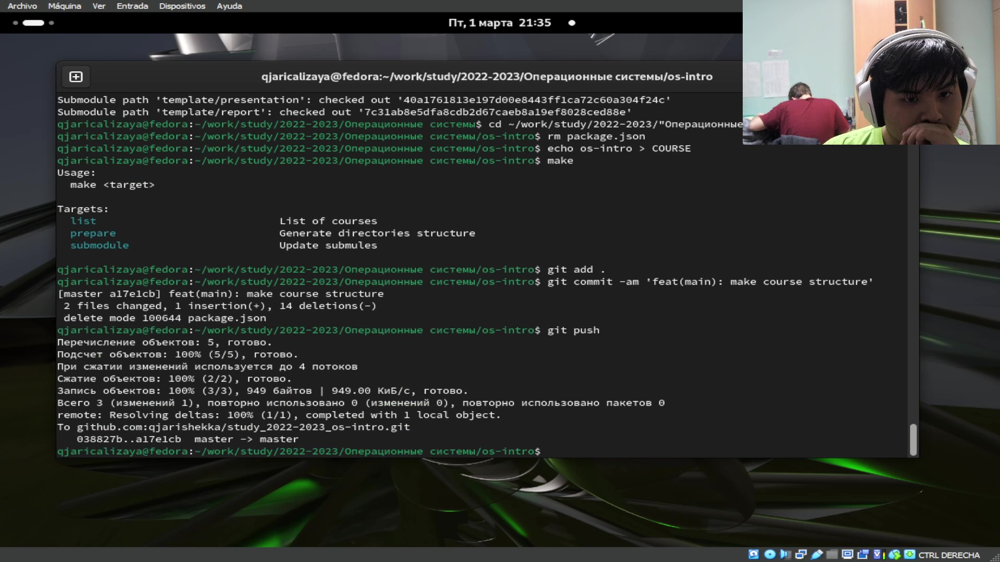 Archivo Máquina Ver Entrada Dispositivos Ayuda
Пт, 1 марта 21:35
qjaricalizaya@fedora:~/work/study/2022-2023/Операционные системы/os-intro
Submodule path 'template/presentation': checked out '40a1761813e197d00e8443ff1ca72c60a304f24c'
Submodule path 'template/report': checked out '7c31ab8e5dfa8cdb2d67caeb8a19ef8028ced88e'
qjaricalizaya@fedora:~/work/study/2022-2023/Операционные системы$ cd ~/work/study/2022-2023/"Операционные
qjaricalizaya@fedora:~/work/study/2022-2023/Операционные системы/os-intro$ rm package.json
qjaricalizaya@fedora:~/work/study/2022-2023/Операционные системы/os-intro$ echo os-intro > COURSE
qjaricalizaya@fedora:~/work/study/2022-2023/Операционные системы/os-intro$ make
Usage:
  make <target>

Targets:
  list                            List of courses
  prepare                         Generate directories structure
  submodule                       Update submules

qjaricalizaya@fedora:~/work/study/2022-2023/Операционные системы/os-intro$ git add .
qjaricalizaya@fedora:~/work/study/2022-2023/Операционные системы/os-intro$ git commit -am 'feat(main): make course structure'
[master a17e1cb] feat(main): make course structure
 2 files changed, 1 insertion(+), 14 deletions(-)
 delete mode 100644 package.json
qjaricalizaya@fedora:~/work/study/2022-2023/Операционные системы/os-intro$ git push
Перечисление объектов: 5, готово.
Подсчет объектов: 100% (5/5), готово.
При сжатии изменений используется до 4 потоков
Сжатие объектов: 100% (2/2), готово.
Запись объектов: 100% (3/3), 949 байтов | 949.00 КиБ/с, готово.
Всего 3 (изменений 1), повторно использовано 0 (изменений 0), повторно использовано пакетов 0
remote: Resolving deltas: 100% (1/1), completed with 1 local object.
To github.com:qjarishekka/study_2022-2023_os-intro.git
   038827b..a17e1cb  master -> master
qjaricalizaya@fedora:~/work/study/2022-2023/Операционные системы/os-intro$
CTRL DERECHA